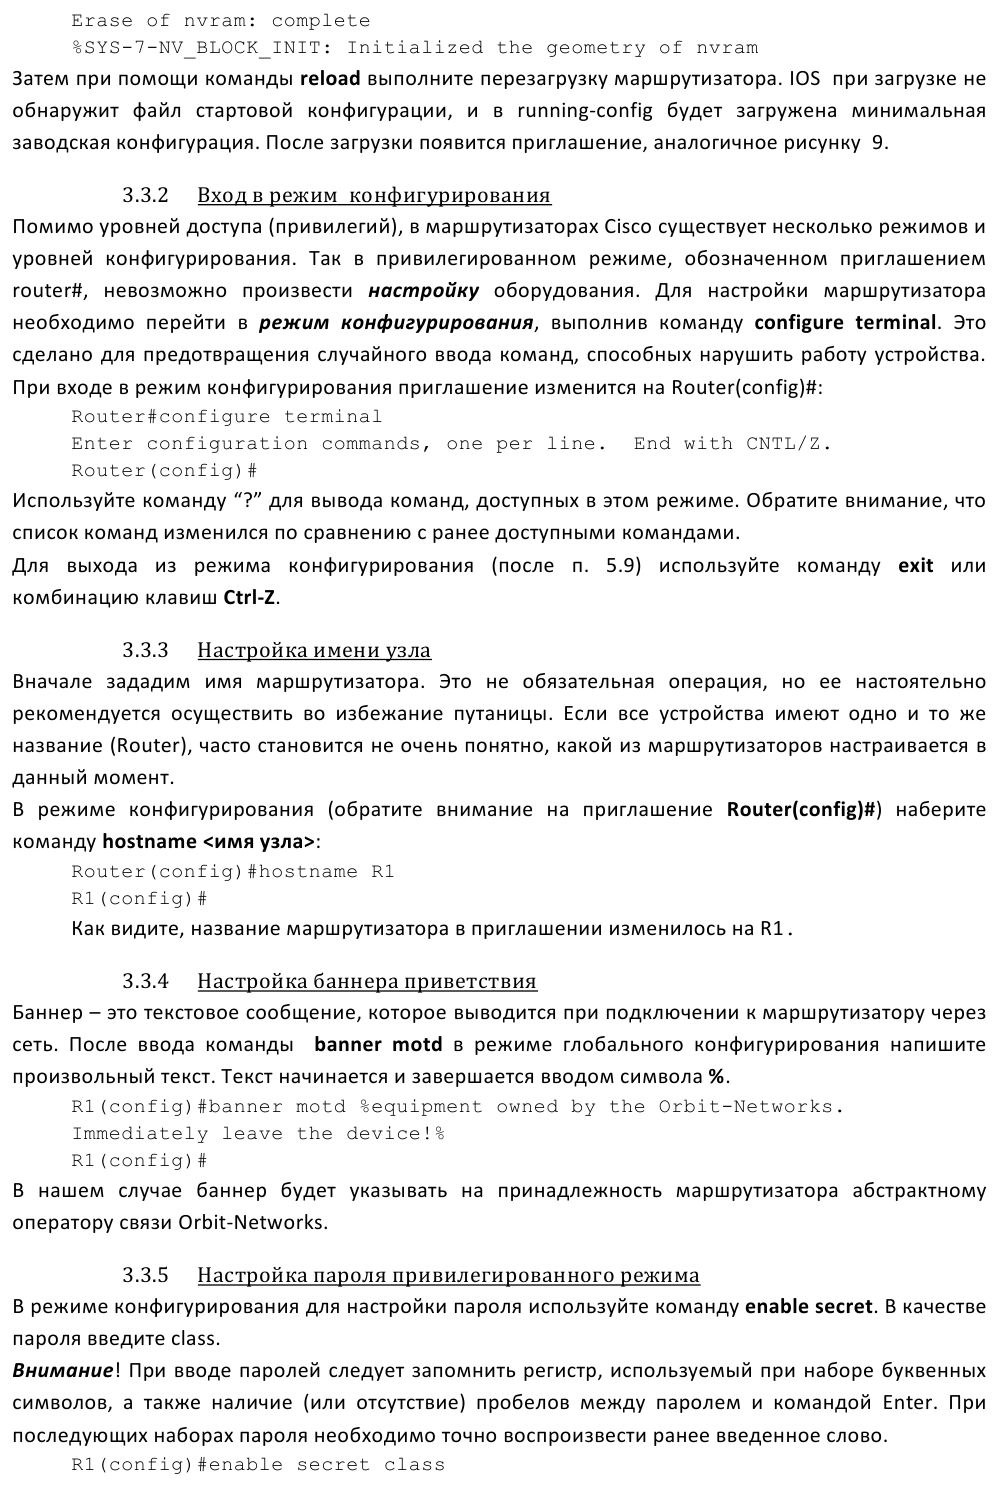 Erase of nvram: complete
%SYS-7-NV_BLOCK_INIT: Initialized the geometry of nvram
Затем при помощи команды reload выполните перезагрузку маршрутизатора. IOS  при загрузке не
обнаружит файл стартовой конфигурации, и в running-config будет загружена минимальная
заводская конфигурация. После загрузки появится приглашение, аналогичное рисунку  9.
3.3.2 Вход в режим  конфигурирования
Помимо уровней доступа (привилегий), в маршрутизаторах Cisco существует несколько режимов и
уровней конфигурирования. Так в привилегированном режиме, обозначенном приглашением
router#, невозможно произвести настройку оборудования. Для настройки маршрутизатора
необходимо перейти в режим конфигурирования, выполнив команду configure terminal. Это
сделано для предотвращения случайного ввода команд, способных нарушить работу устройства.
При входе в режим конфигурирования приглашение изменится на Router(config)#:
Router#configure terminal
Enter configuration commands, one per line.  End with CNTL/Z.
Router(config)#
Используйте команду “?” для вывода команд, доступных в этом режиме. Обратите внимание, что
список команд изменился по сравнению с ранее доступными командами.
Для выхода из режима конфигурирования (после п. 5.9) используйте команду exit или
комбинацию клавиш Ctrl-Z.
3.3.3 Настройка имени узла
Вначале зададим имя маршрутизатора. Это не обязательная операция, но ее настоятельно
рекомендуется осуществить во избежание путаницы. Если все устройства имеют одно и то же
название (Router), часто становится не очень понятно, какой из маршрутизаторов настраивается в
данный момент.
В режиме конфигурирования (обратите внимание на приглашение Router(config)#) наберите
команду hostname <имя узла>:
Router(config)#hostname R1
R1(config)#
Как видите, название маршрутизатора в приглашении изменилось на R1.
3.3.4 Настройка баннера приветствия
Баннер – это текстовое сообщение, которое выводится при подключении к маршрутизатору через
сеть. После ввода команды  banner motd в режиме глобального конфигурирования напишите
произвольный текст. Текст начинается и завершается вводом символа %.
R1(config)#banner motd %equipment owned by the Orbit-Networks.
Immediately leave the device!%
R1(config)#
В нашем случае баннер будет указывать на принадлежность маршрутизатора абстрактному
оператору связи Orbit-Networks.
3.3.5 Настройка пароля привилегированного режима
В режиме конфигурирования для настройки пароля используйте команду enable secret. В качестве
пароля введите class.
Внимание! При вводе паролей следует запомнить регистр, используемый при наборе буквенных
символов, а также наличие (или отсутствие) пробелов между паролем и командой Enter. При
последующих наборах пароля необходимо точно воспроизвести ранее введенное слово.
R1(config)#enable secret class